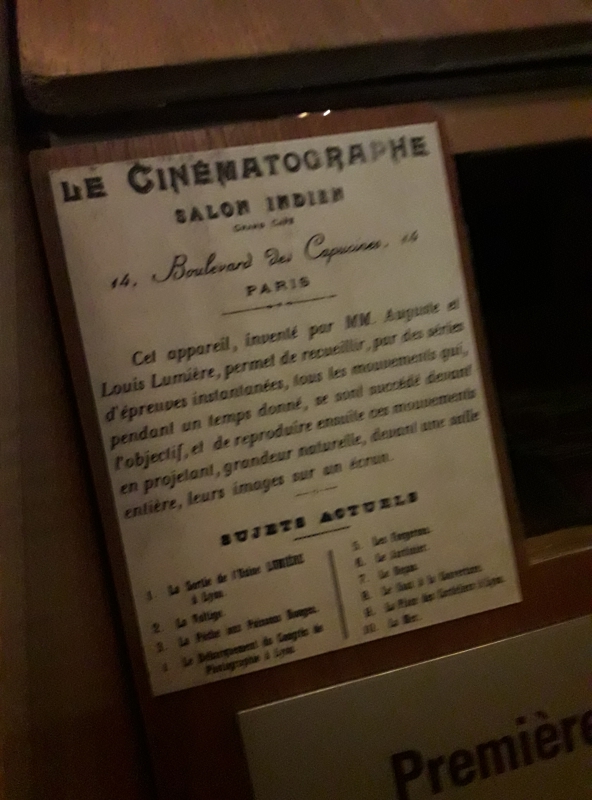 LE CINÉMATOGRAPHE
SALON INDIEN
GRAND CAFÉ
14, Boulevard des Capucines, 14
PARIS
Cet appareil, inventé par MM. Auguste et
Louis Lumière, permet de recueillir, par des séries
d'épreuves instantanées, tous les mouvements qui,
pendant un temps donné, se sont succédé devant
l'objectif, et de reproduire ensuite ces mouvements
en projetant, grandeur naturelle, devant une salle
entière, leurs images sur un écran.
SUJETS ACTUELS
1. La Sortie de l'Usine LUMIÈRE
à Lyon.
2. La Voltige.
3. La Pêche aux Poissons Rouges.
4. Le Débarquement du Congrès de
Photographie à Lyon.
5. Les Forgerons.
6. Le Jardinier.
7. Le Repas.
8. Le Saut à la Couverture.
9. La Place des Cordeliers à Lyon.
10. La Mer.
Première